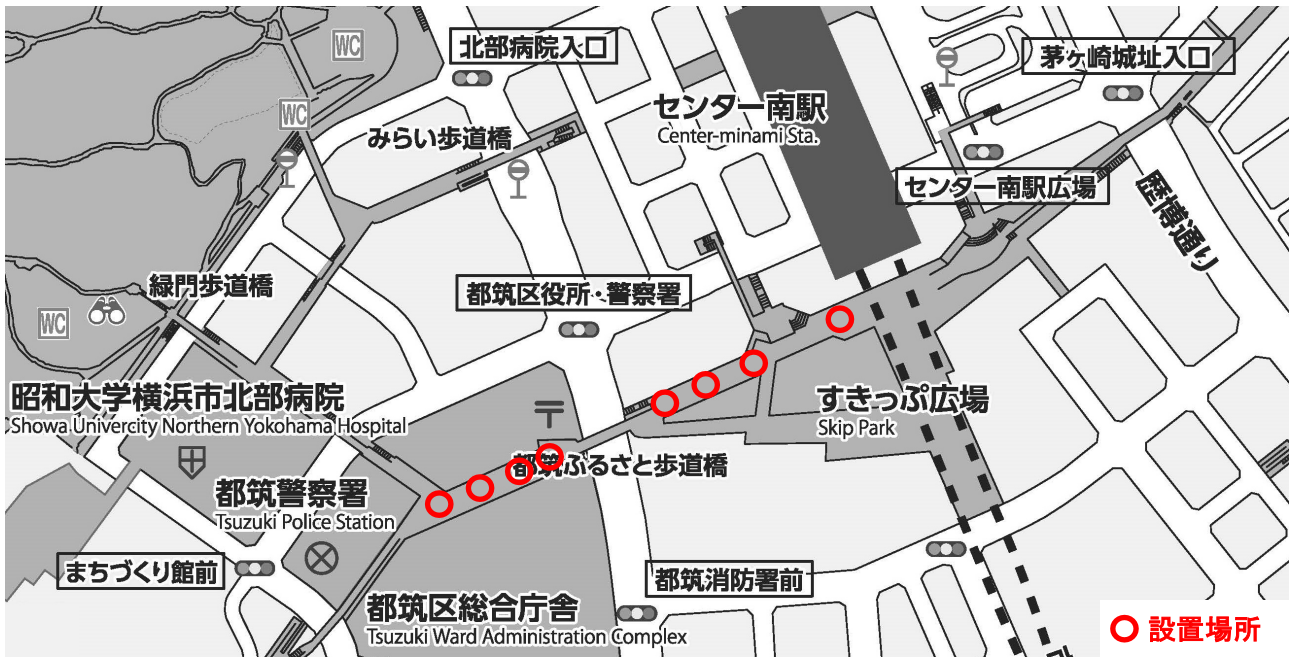 WC
北部病院入口
茅ヶ崎城址入口
センター南駅
Center-minami Sta.
WC
みらい歩道橋
センター南駅広場
歴博通り
緑門歩道橋
都筑区役所・警察署
WC
昭和大学横浜市北部病院
Showa Univercity Northern Yokohama Hospital
すきっぷ広場
Skip Park
都筑ふるさと歩道橋
都筑警察署
Tsuzuki Police Station
まちづくり館前
都筑消防署前
都筑区総合庁舎
Tsuzuki Ward Administration Complex
設置場所